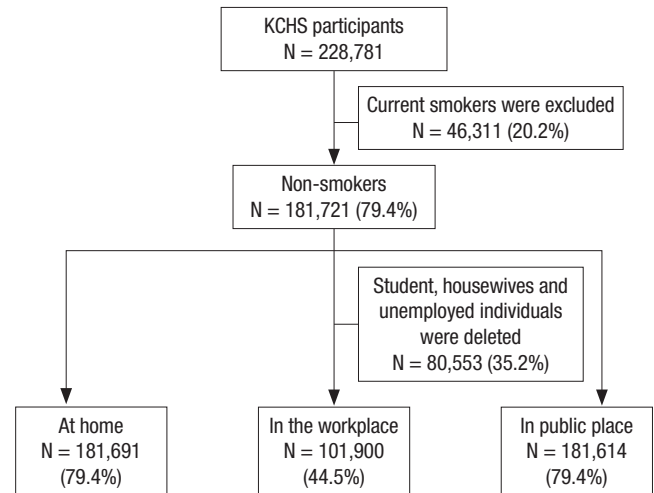 KCHS participants
N = 228,781
Current smokers were excluded
N = 46,311 (20.2%)
Non-smokers
N = 181,721 (79.4%)
Student, housewives and
unemployed individuals
were deleted
N = 80,553 (35.2%)
At home
N = 181,691
(79.4%)
In the workplace
N = 101,900
(44.5%)
In public place
N = 181,614
(79.4%)